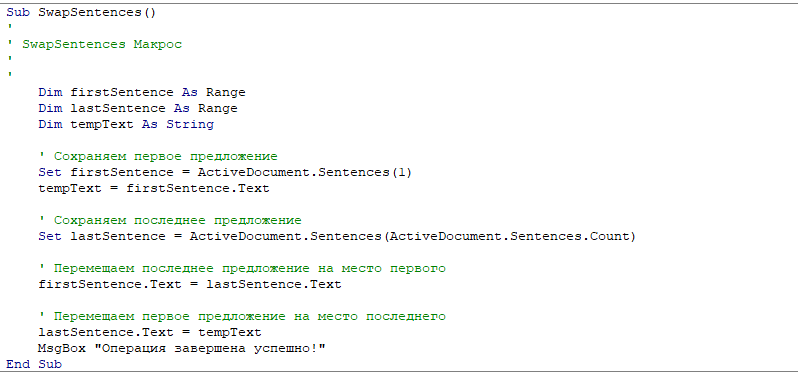 Sub SwapSentences()
'
' SwapSentences Макрос
'
'
Dim firstSentence As Range
Dim lastSentence As Range
Dim tempText As String
' Сохраняем первое предложение
Set firstSentence = ActiveDocument.Sentences(1)
tempText = firstSentence.Text
' Сохраняем последнее предложение
Set lastSentence = ActiveDocument.Sentences(ActiveDocument.Sentences.Count)
' Перемещаем последнее предложение на место первого
firstSentence.Text = lastSentence.Text
' Перемещаем первое предложение на место последнего
lastSentence.Text = tempText
MsgBox "Операция завершена успешно!"
End Sub